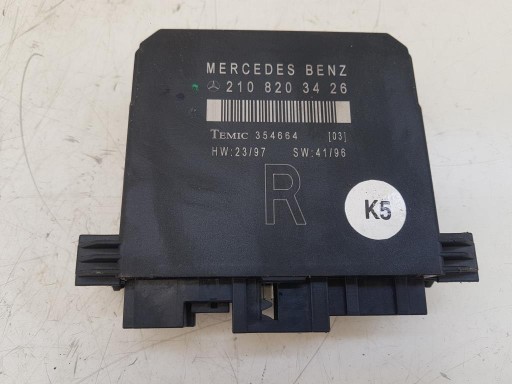 MERCEDES BENZ
210 820 34 26
TEMIC 354664 [03]
HW:23/97 SW:41/96
R
K5